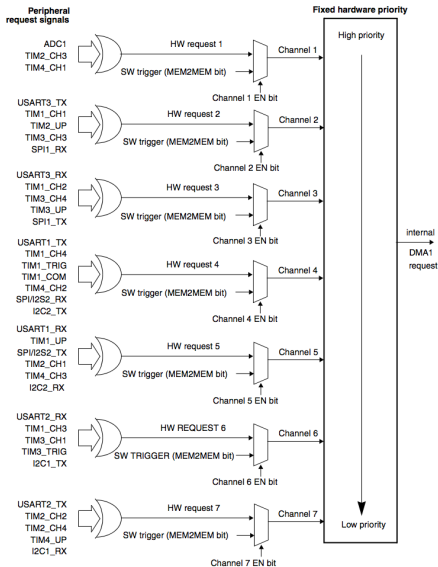 Peripheral
request signals
Fixed hardware priority
High priority
ADC1
TIM2_CH3
TIM4_CH1
HW request 1
SW trigger (MEM2MEM bit)
Channel 1
Channel 1 EN bit
USART3_TX
TIM1_CH1
TIM2_UP
TIM3_CH3
SPI1_RX
HW request 2
SW trigger (MEM2MEM bit)
Channel 2
Channel 2 EN bit
USART3_RX
TIM1_CH2
TIM3_CH4
TIM3_UP
SPI1_TX
HW request 3
SW trigger (MEM2MEM bit)
Channel 3
Channel 3 EN bit
internal
DMA1
request
USART1_TX
TIM1_CH4
TIM1_TRIG
TIM1_COM
TIM4_CH2
SPI/I2S2_RX
I2C2_TX
HW request 4
SW trigger (MEM2MEM bit)
Channel 4
Channel 4 EN bit
USART1_RX
TIM1_UP
SPI/I2S2_TX
TIM2_CH1
TIM4_CH3
I2C2_RX
HW request 5
SW trigger (MEM2MEM bit)
Channel 5
Channel 5 EN bit
USART2_RX
TIM1_CH3
TIM3_CH1
TIM3_TRIG
I2C1_TX
HW REQUEST 6
SW TRIGGER (MEM2MEM bit)
Channel 6
Channel 6 EN bit
USART2_TX
TIM2_CH2
TIM2_CH4
TIM4_UP
I2C1_RX
HW request 7
SW trigger (MEM2MEM bit)
Channel 7
Channel 7 EN bit
Low priority